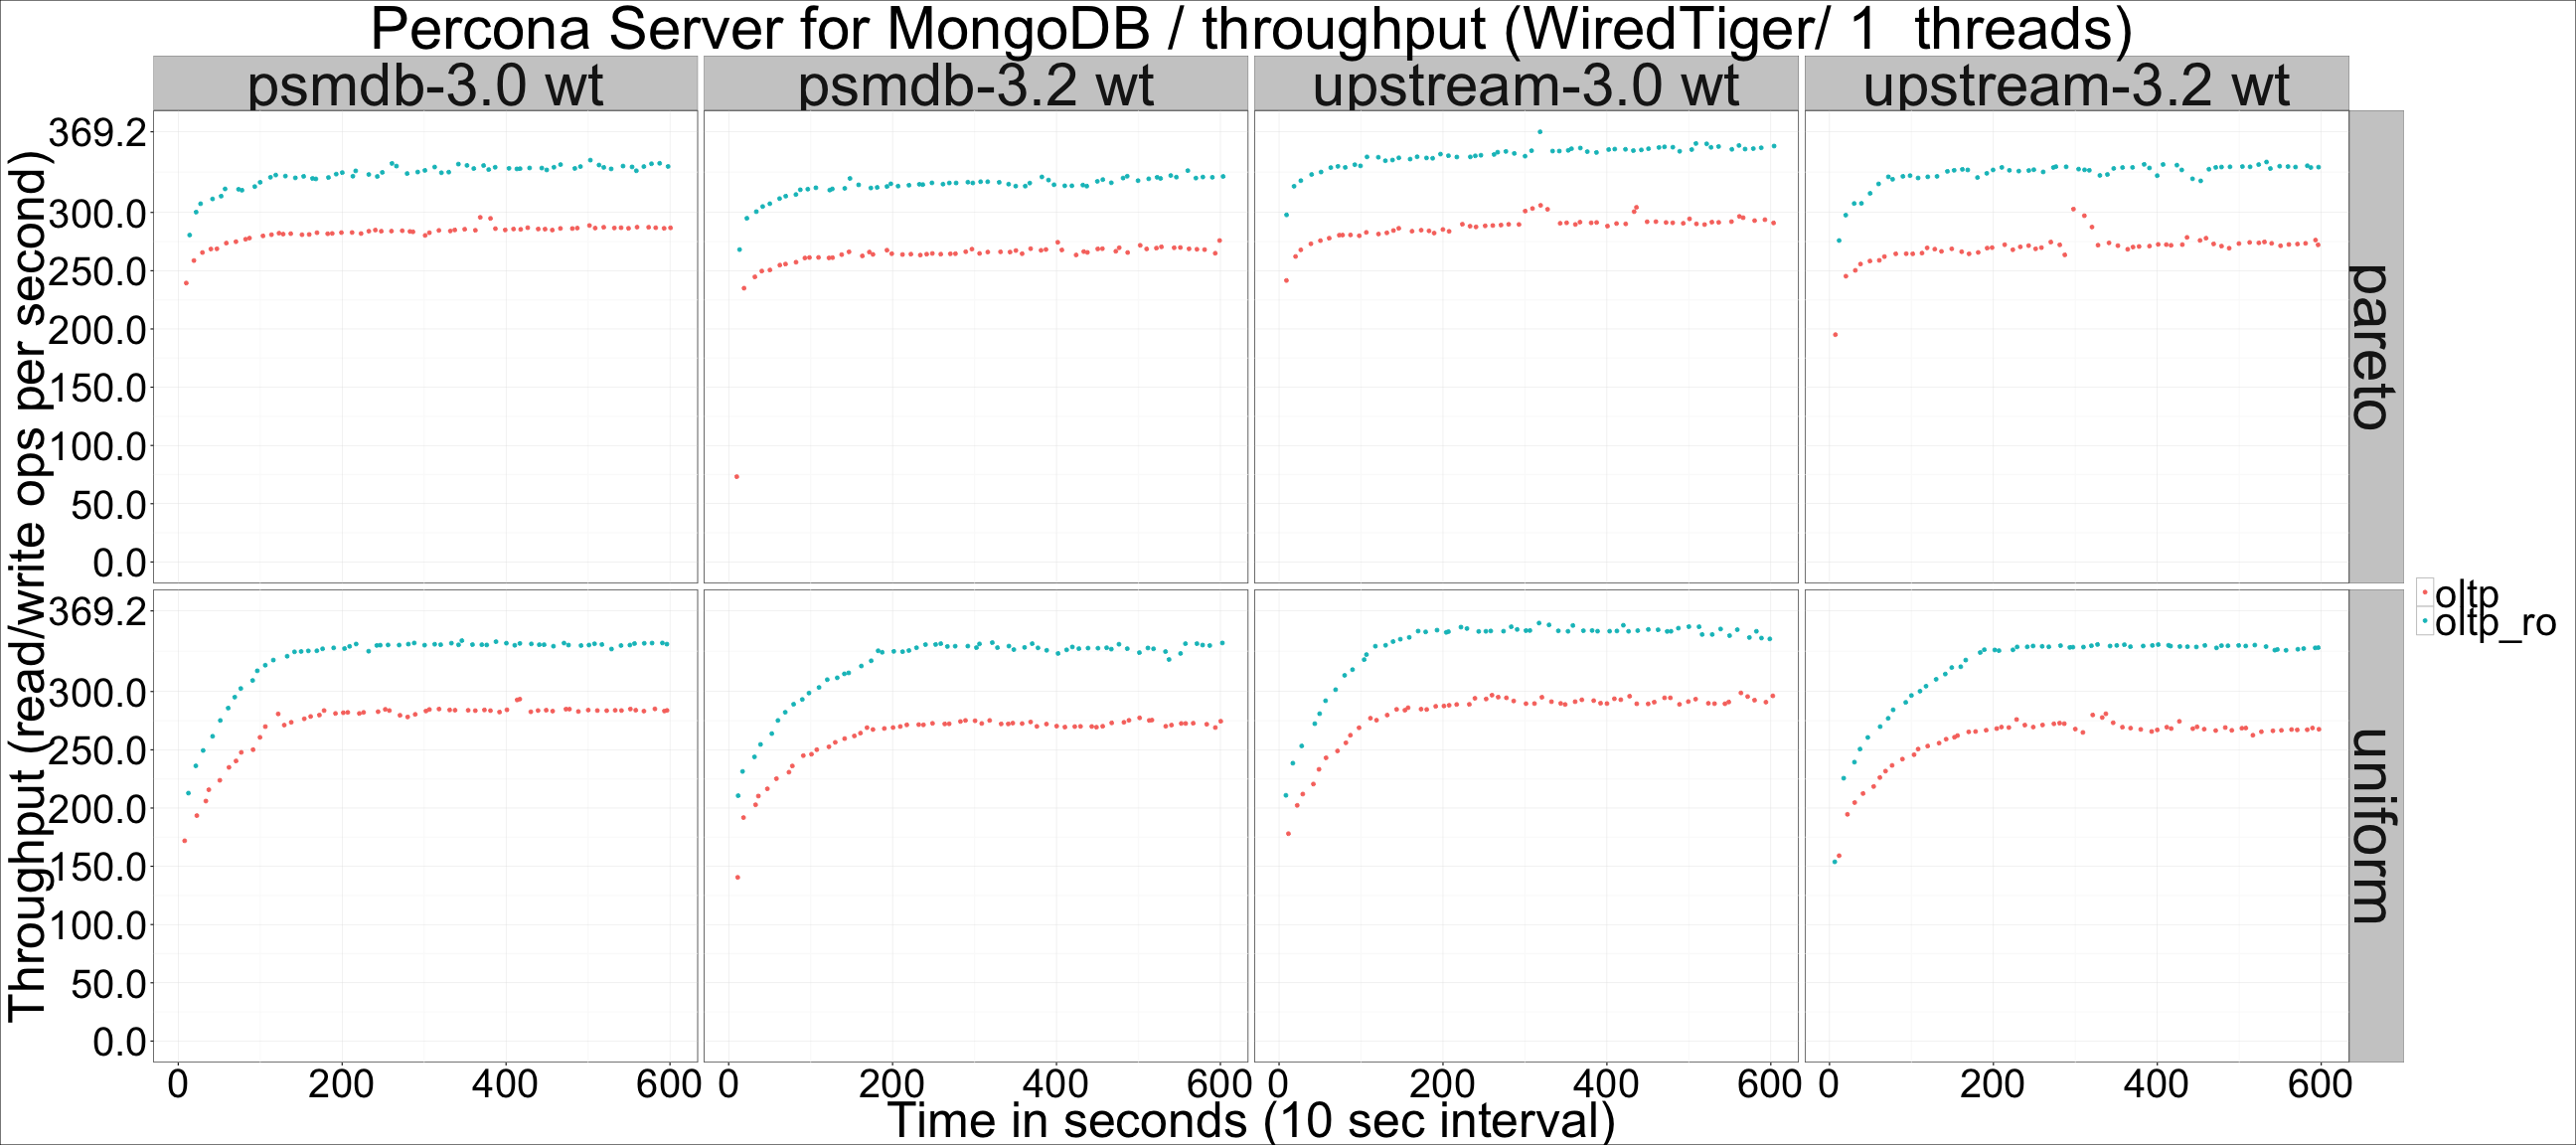 Percona Server for MongoDB / throughput (WiredTiger/ 1  threads)
psmdb-3.0 wt
psmdb-3.2 wt
upstream-3.0 wt
upstream-3.2 wt
Throughput (read/write ops per second)
369.2
300.0
250.0
200.0
150.0
100.0
50.0
0.0
pareto
369.2
300.0
250.0
200.0
150.0
100.0
50.0
0.0
uniform
oltp
oltp_ro
0 200 400 600
0 200 400 600
0 200 400 600
0 200 400 600
Time in seconds (10 sec interval)